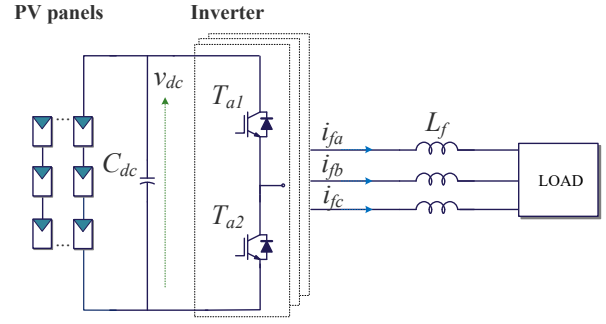 PV panels
Inverter
v_dc
T_a1
C_dc
T_a2
i_fa
i_fb
i_fc
L_f
LOAD